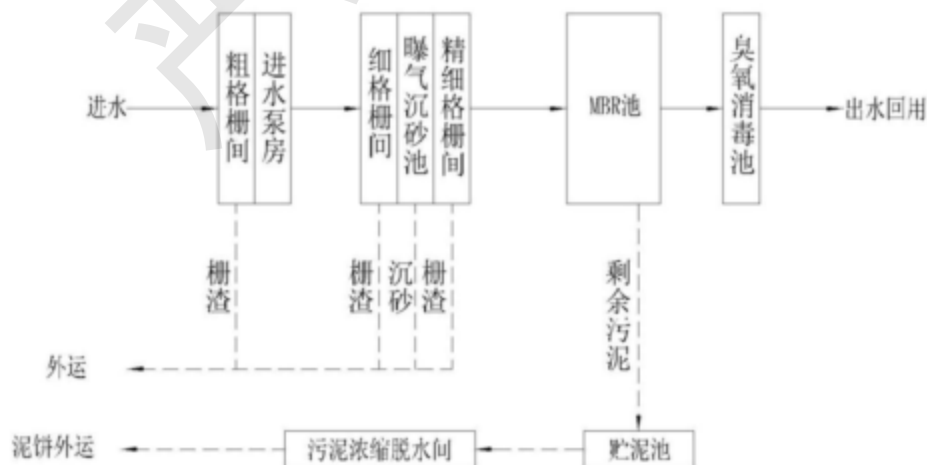 进水
粗格栅间
进水泵房
细格栅间
曝气沉砂池
精细格栅间
MBR池
臭氧消毒池
出水回用
栅渣
栅渣
沉砂
栅渣
剩余污泥
外运
泥饼外运
污泥浓缩脱水间
贮泥池